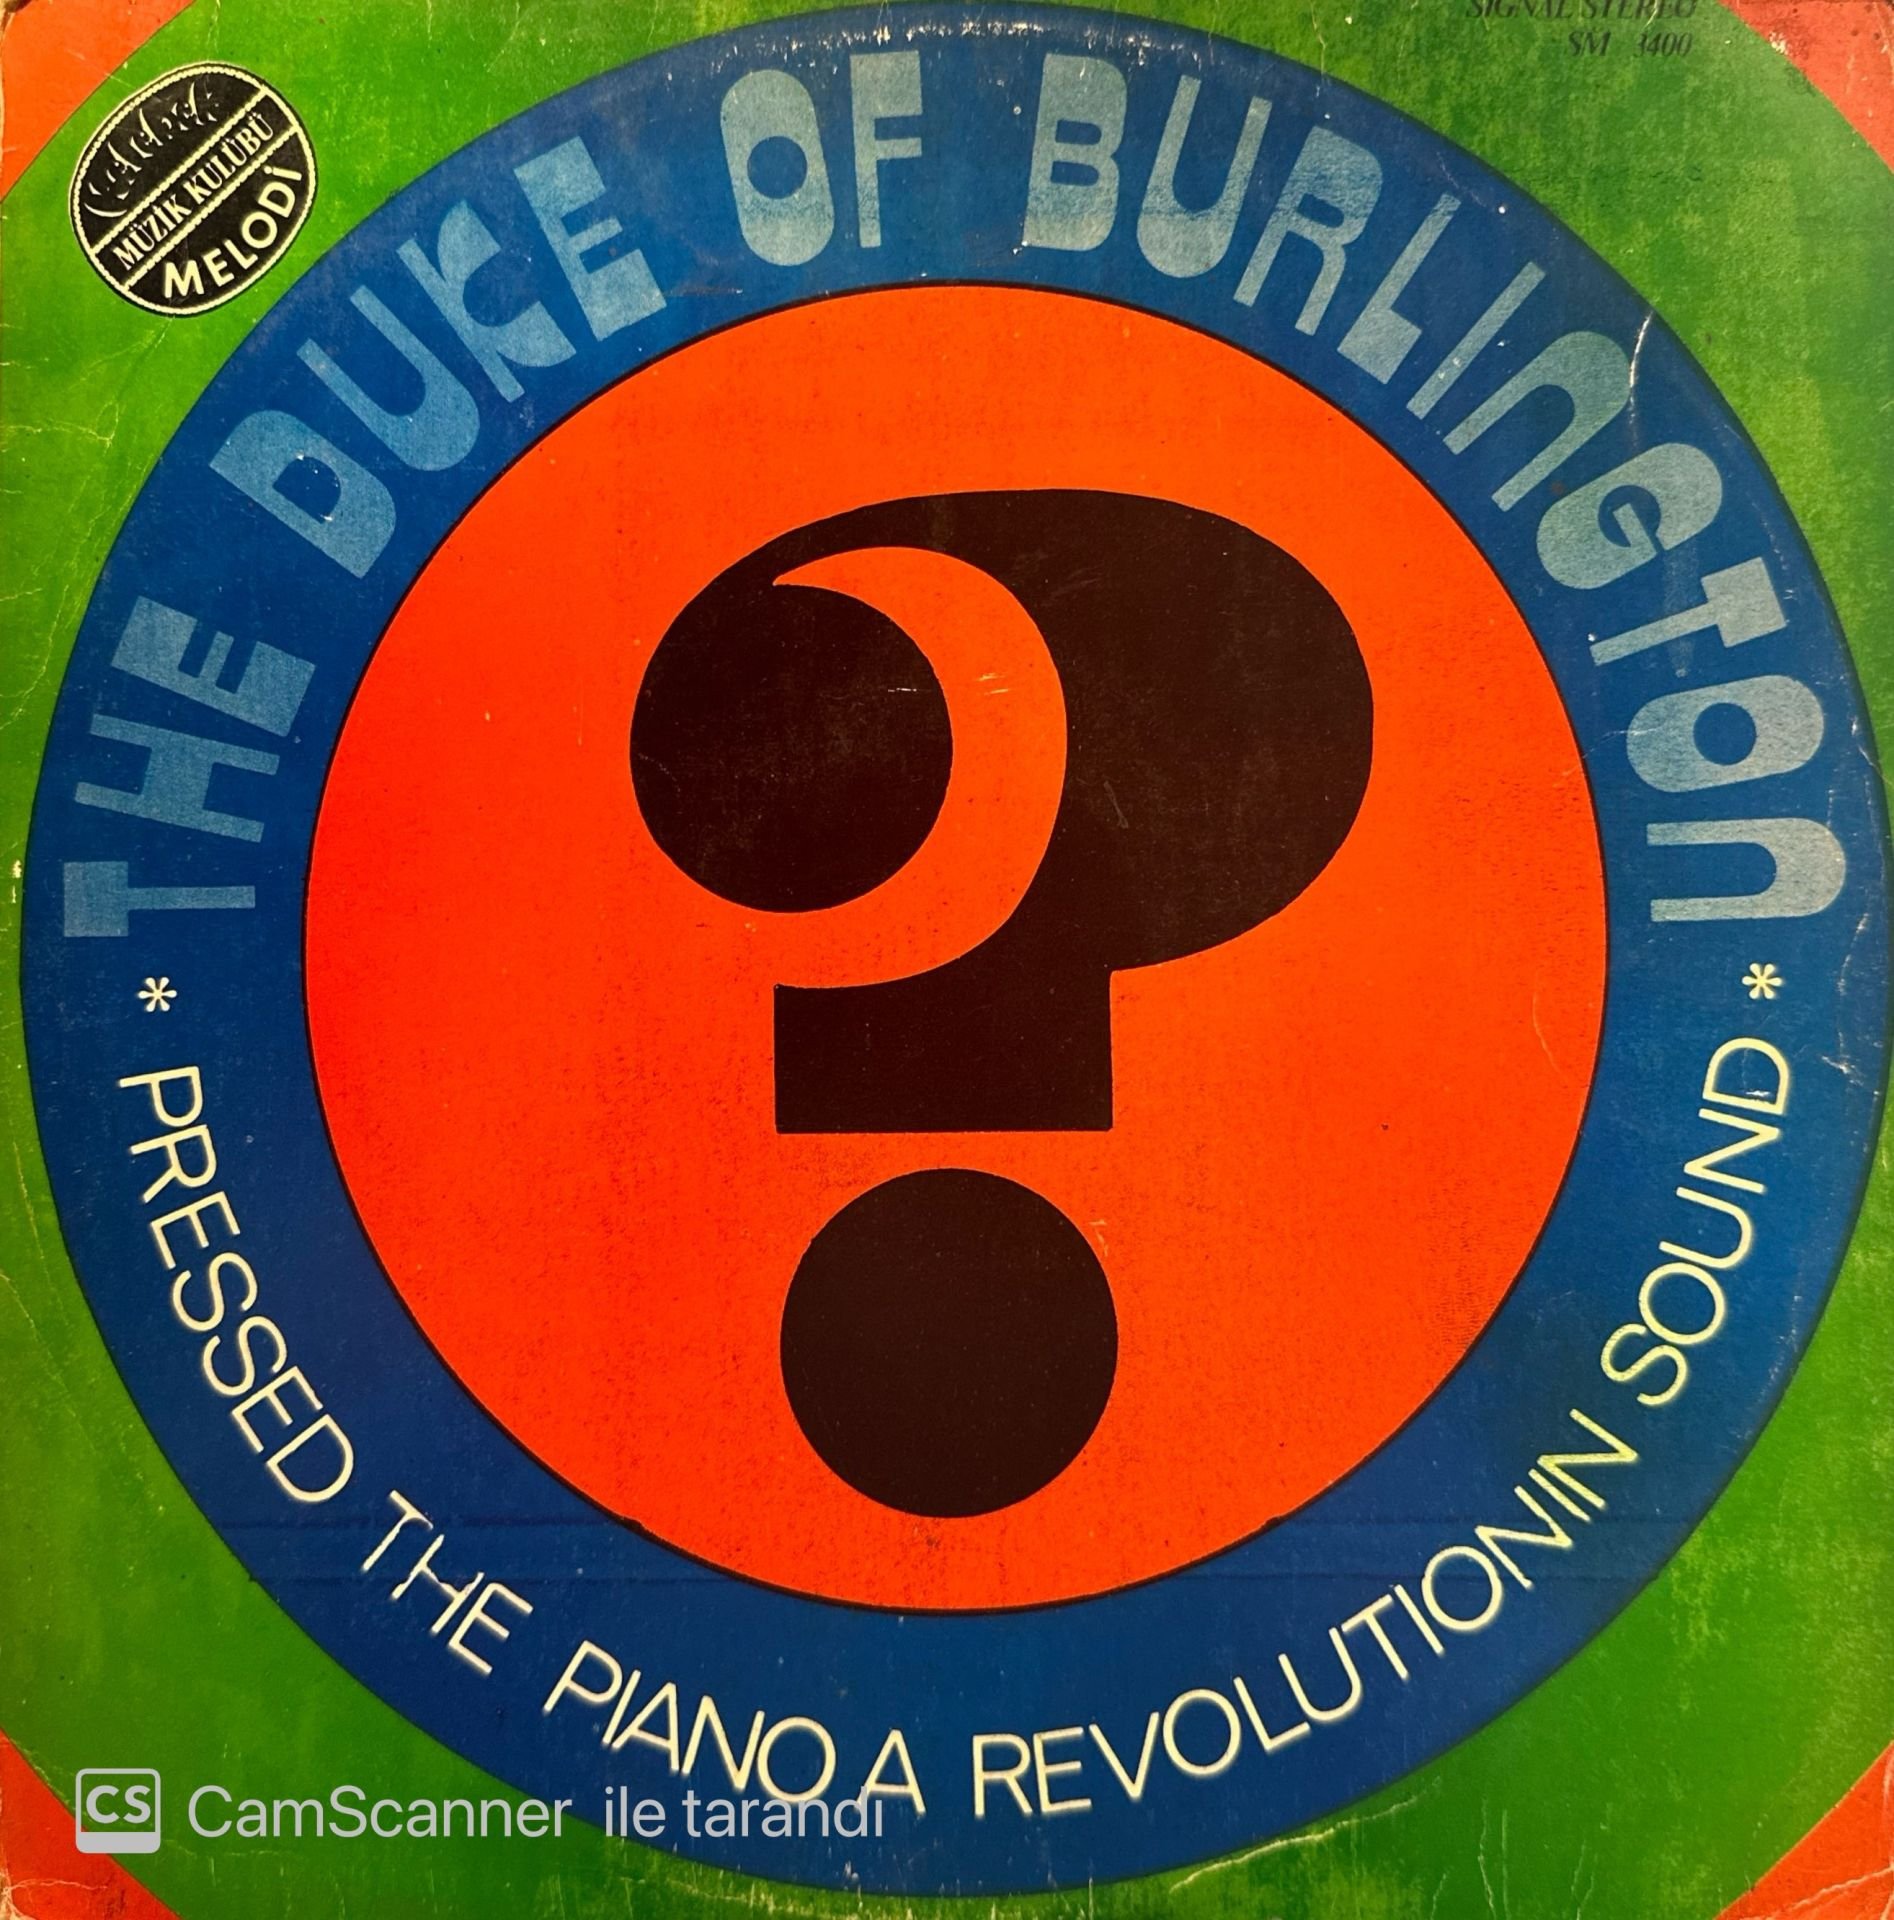 SIGNAL STEREO
SM 3400
MÜZİK KULÜBÜ
MELODİ
THE DUKE OF BURLINGTON
* PRESSED THE PIANO A REVOLUTIONIN SOUND *
?
CS CamScanner ile tarandı